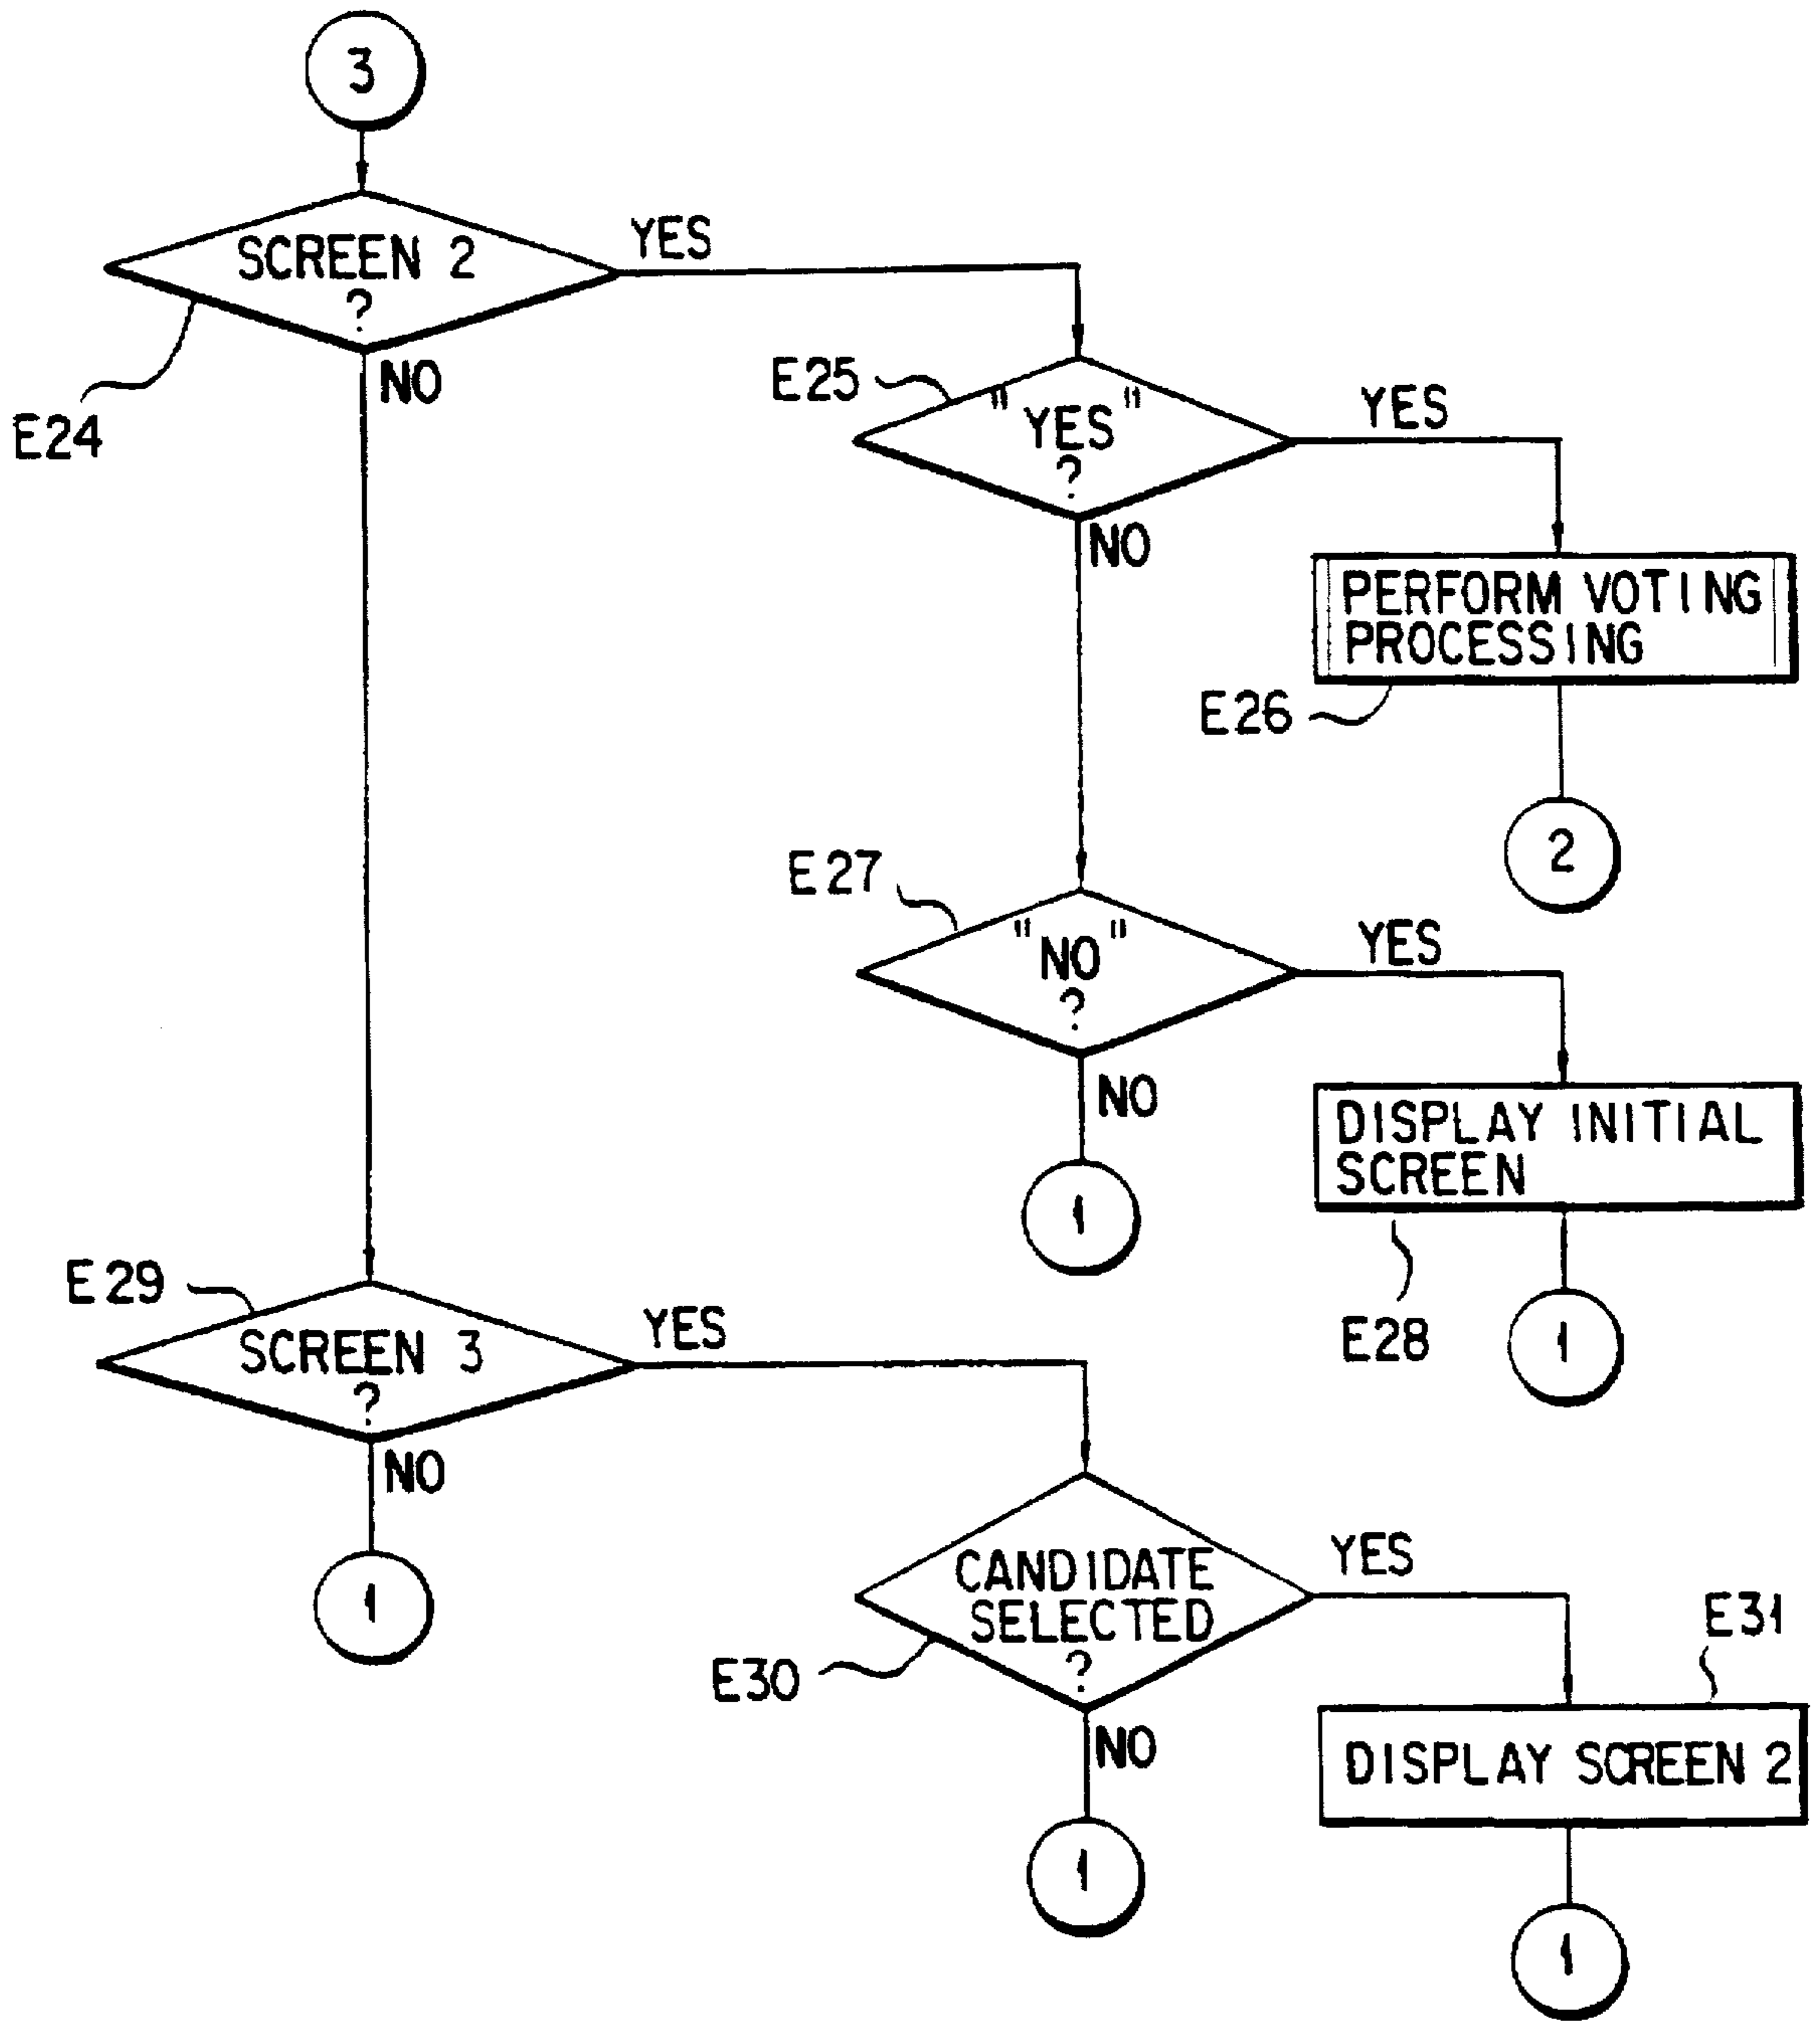 3
SCREEN 2
?
YES
NO
E24
E25
"YES"
?
YES
NO
PERFORM VOTING
PROCESSING
E26
2
E27
"NO"
?
YES
NO
1
DISPLAY INITIAL
SCREEN
E28
1
E29
SCREEN 3
?
YES
NO
1
CANDIDATE
SELECTED
?
E30
YES
NO
1
E31
DISPLAY SCREEN 2
1